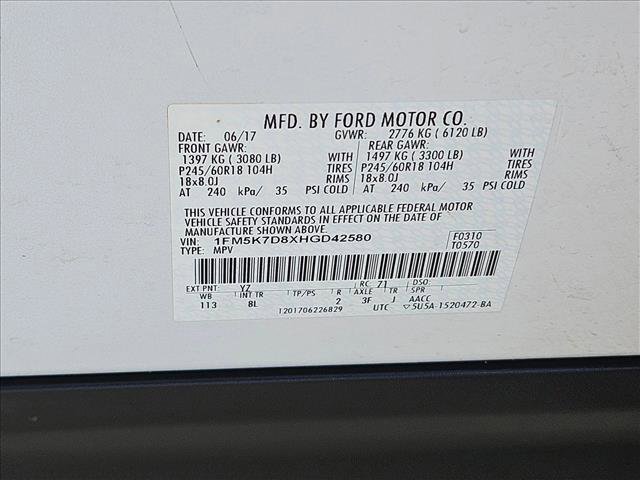 MFD. BY FORD MOTOR CO.
DATE: 06/17 GVWR: 2776 KG ( 6120 LB)
FRONT GAWR: REAR GAWR:
1397 KG ( 3080 LB) WITH 1497 KG ( 3300 LB) WITH
P245/60R18 104H TIRES P245/60R18 104H TIRES
18x8.0J RIMS 18x8.0J RIMS
AT 240 kPa/ 35 PSI COLD AT 240 kPa/ 35 PSI COLD
THIS VEHICLE CONFORMS TO ALL APPLICABLE FEDERAL MOTOR
VEHICLE SAFETY STANDARDS IN EFFECT ON THE DATE OF
MANUFACTURE SHOWN ABOVE.
VIN: 1FM5K7D8XHGD42580 F0310
TYPE: MPV T0570
EXT PNT: YZ RC: 71 DSO:
WB INT TR TP/PS R AXLE TR SPR
113 8L 2 3F J AACC
1201706226829 UTC ▽5U5A-1520472-BA